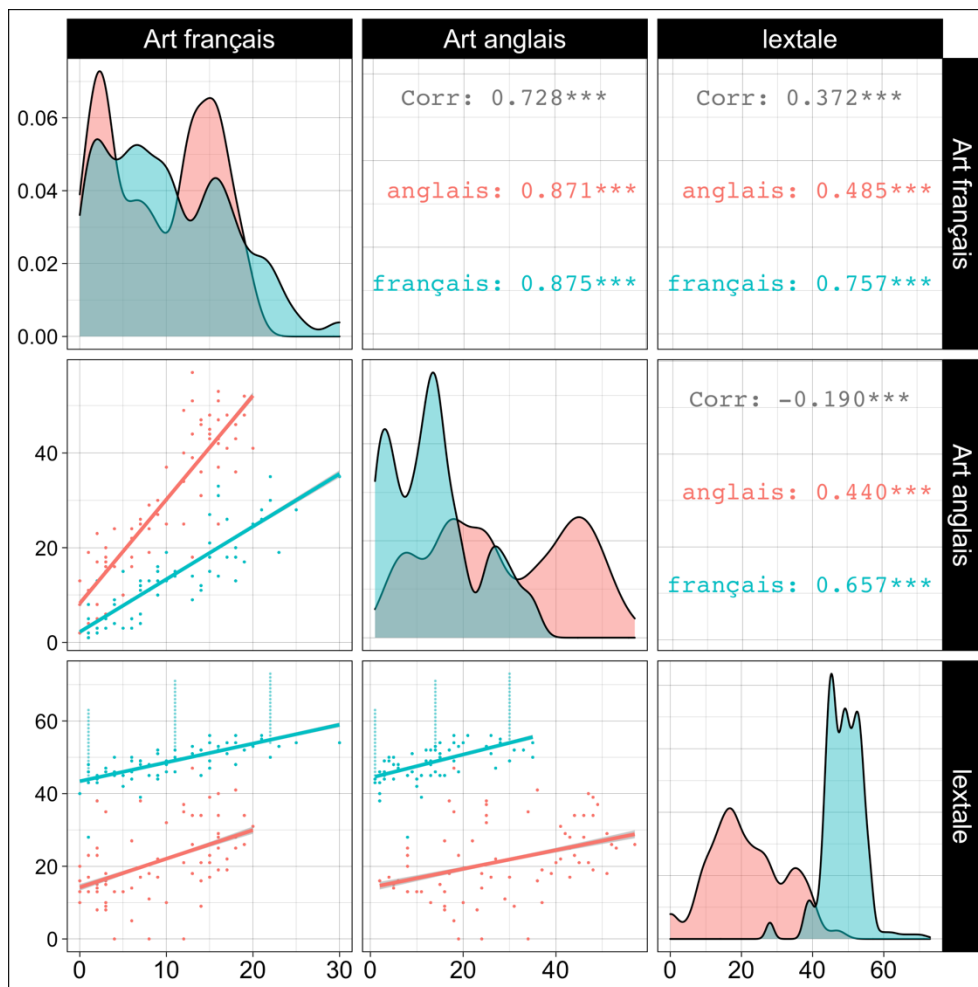 Art français Art anglais lextale
Corr: 0.728*** Corr: 0.372***
0.06
anglais: 0.871*** anglais: 0.485***
0.04
français: 0.875*** français: 0.757***
0.02
0.00
Art français
Corr: -0.190***
40
anglais: 0.440***
20
français: 0.657***
0
Art anglais
60
40
20
0
lextale
0 10 20 30 0 20 40 0 20 40 60